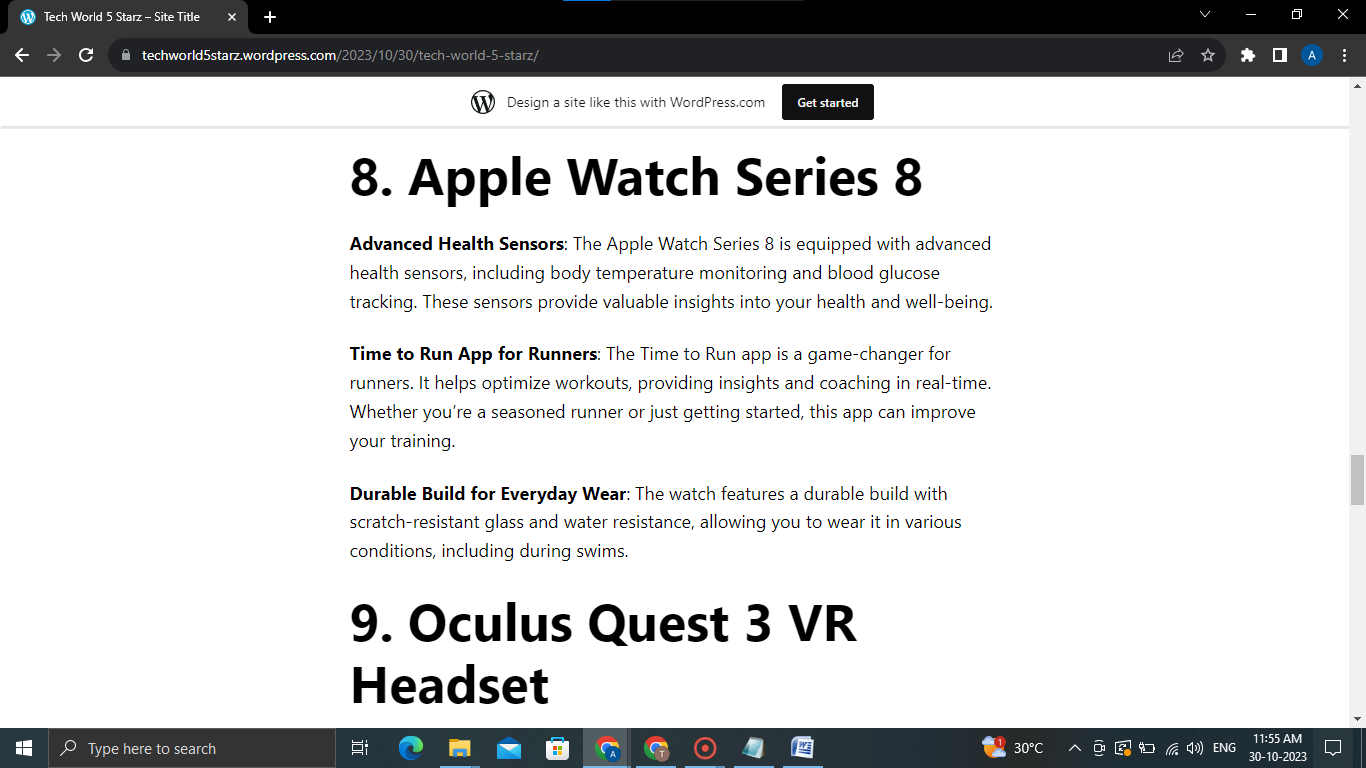 Tech World 5 Starz – Site Title
techworld5starz.wordpress.com/2023/10/30/tech-world-5-starz/
A
Design a site like this with WordPress.com
Get started
8. Apple Watch Series 8
Advanced Health Sensors: The Apple Watch Series 8 is equipped with advanced
health sensors, including body temperature monitoring and blood glucose
tracking. These sensors provide valuable insights into your health and well-being.
Time to Run App for Runners: The Time to Run app is a game-changer for
runners. It helps optimize workouts, providing insights and coaching in real-time.
Whether you’re a seasoned runner or just getting started, this app can improve
your training.
Durable Build for Everyday Wear: The watch features a durable build with
scratch-resistant glass and water resistance, allowing you to wear it in various
conditions, including during swims.
9. Oculus Quest 3 VR
Headset
Type here to search
A
T
W
1
30°C
ENG
11:55 AM
30-10-2023